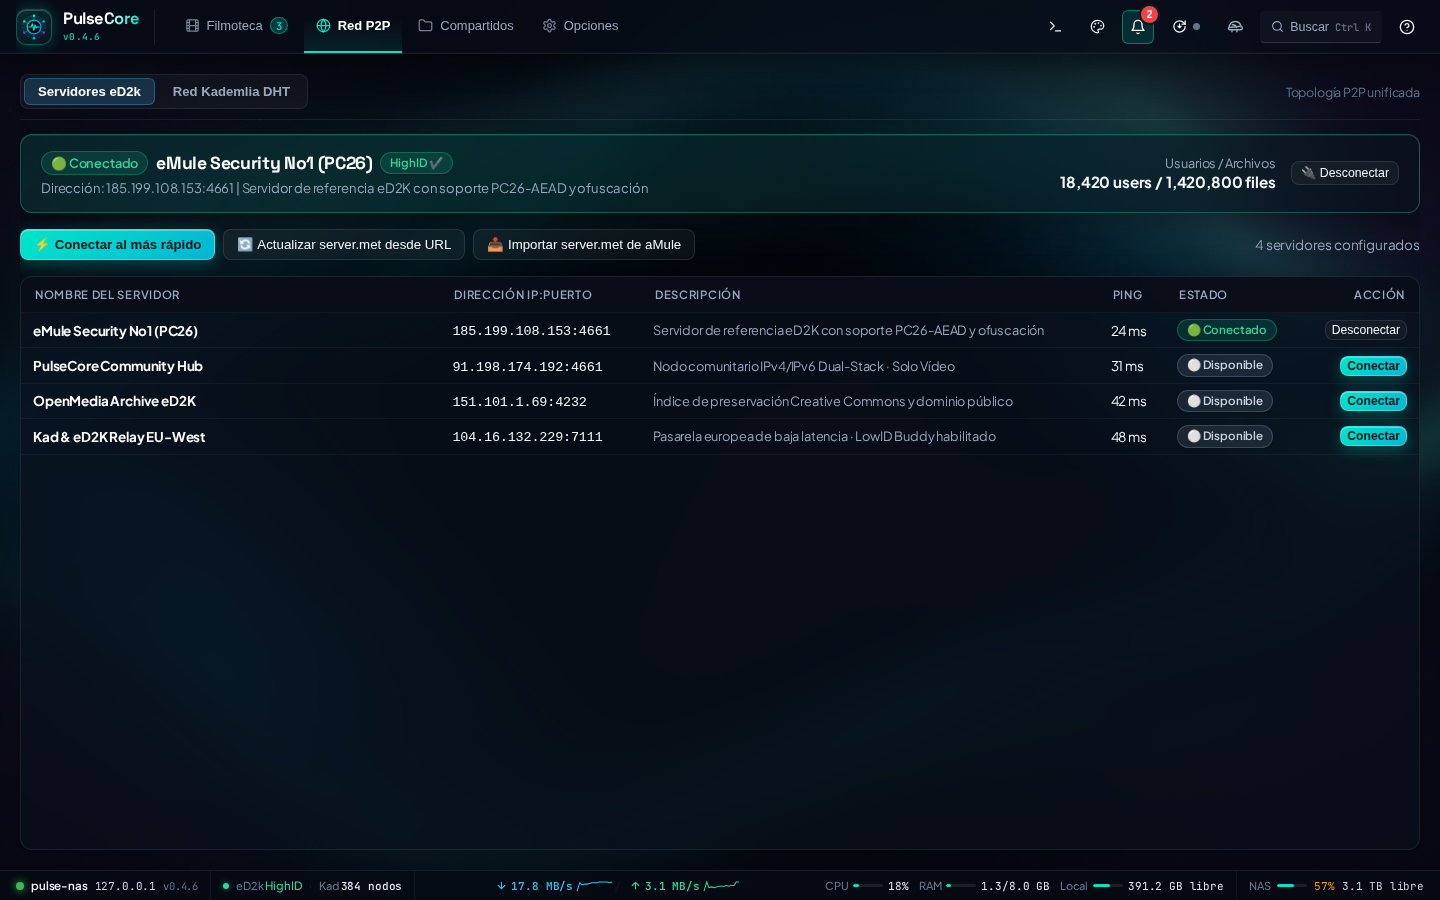 PulseCore
v0.4.6
Filmoteca 3
Red P2P
Compartidos
Opciones
2
Buscar Ctrl K
Servidores eD2k
Red Kademlia DHT
Topología P2P unificada
Conectado eMule Security No1 (PC26) HighID ✔
Dirección: 185.199.108.153:4661 | Servidor de referencia eD2K con soporte PC26-AEAD y ofuscación
Usuarios / Archivos
18,420 users / 1,420,800 files
Desconectar
Conectar al más rápido
Actualizar server.met desde URL
Importar server.met de aMule
4 servidores configurados
NOMBRE DEL SERVIDOR DIRECCIÓN IP:PUERTO DESCRIPCIÓN PING ESTADO ACCIÓN
eMule Security No1 (PC26) 185.199.108.153:4661 Servidor de referencia eD2K con soporte PC26-AEAD y ofuscación 24 ms Conectado Desconectar
PulseCore Community Hub 91.198.174.192:4661 Nodo comunitario IPv4/IPv6 Dual-Stack · Solo Vídeo 31 ms Disponible Conectar
OpenMedia Archive eD2K 151.101.1.69:4232 Índice de preservación Creative Commons y dominio público 42 ms Disponible Conectar
Kad & eD2K Relay EU-West 104.16.132.229:7111 Pasarela europea de baja latencia · LowID Buddy habilitado 48 ms Disponible Conectar
pulse-nas 127.0.0.1 v0.4.6 eD2k HighID · Kad 384 nodos ↓ 17.8 MB/s / ↑ 3.1 MB/s CPU 18% RAM 1.3/8.0 GB Local 391.2 GB libre NAS 57% 3.1 TB libre